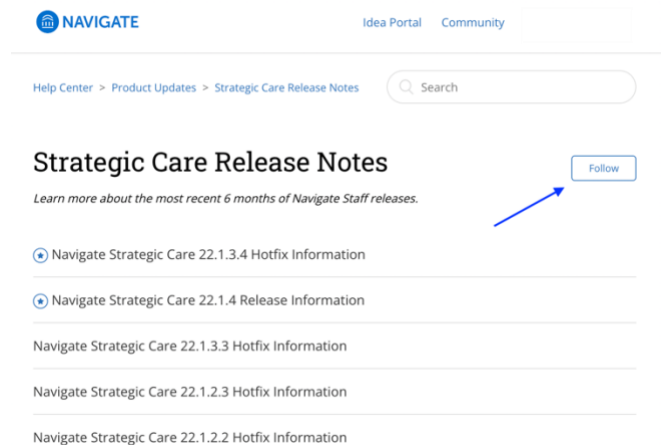 NAVIGATE
Idea Portal Community
Help Center > Product Updates > Strategic Care Release Notes
Search
Strategic Care Release Notes
Follow
Learn more about the most recent 6 months of Navigate Staff releases.
Navigate Strategic Care 22.1.3.4 Hotfix Information
Navigate Strategic Care 22.1.4 Release Information
Navigate Strategic Care 22.1.3.3 Hotfix Information
Navigate Strategic Care 22.1.2.3 Hotfix Information
Navigate Strategic Care 22.1.2.2 Hotfix Information